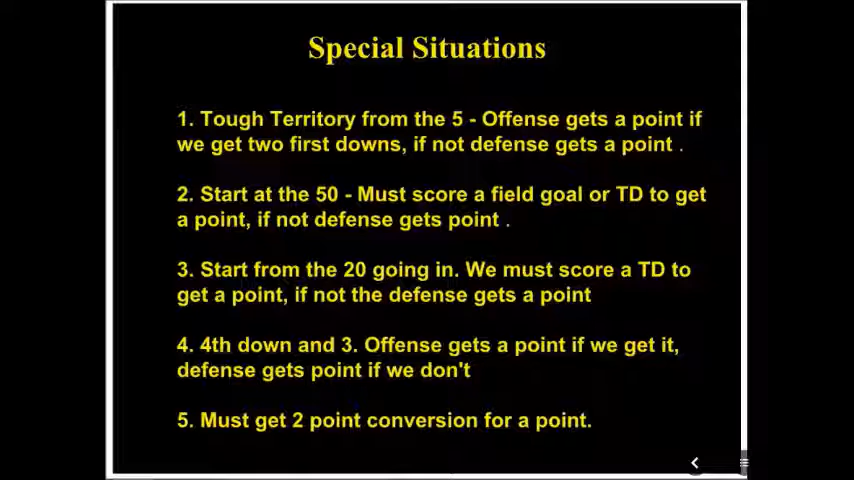 Special Situations
1. Tough Territory from the 5 - Offense gets a point if
we get two first downs, if not defense gets a point .
2. Start at the 50 - Must score a field goal or TD to get
a point, if not defense gets point .
3. Start from the 20 going in. We must score a TD to
get a point, if not the defense gets a point
4. 4th down and 3. Offense gets a point if we get it,
defense gets point if we don't
5. Must get 2 point conversion for a point.